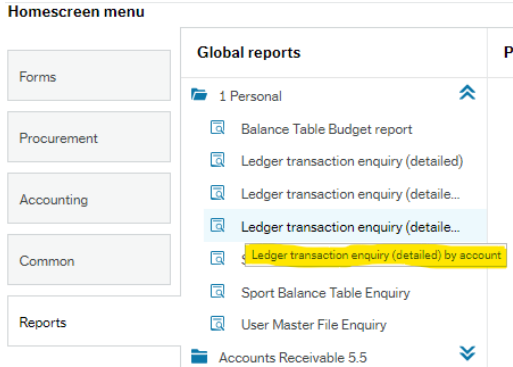 Homescreen menu
Forms
Procurement
Accounting
Common
Reports
Global reports
1 Personal
Balance Table Budget report
Ledger transaction enquiry (detailed)
Ledger transaction enquiry (detaile...
Ledger transaction enquiry (detaile...
Ledger transaction enquiry (detailed) by account
Sport Balance Table Enquiry
User Master File Enquiry
Accounts Receivable 5.5
P